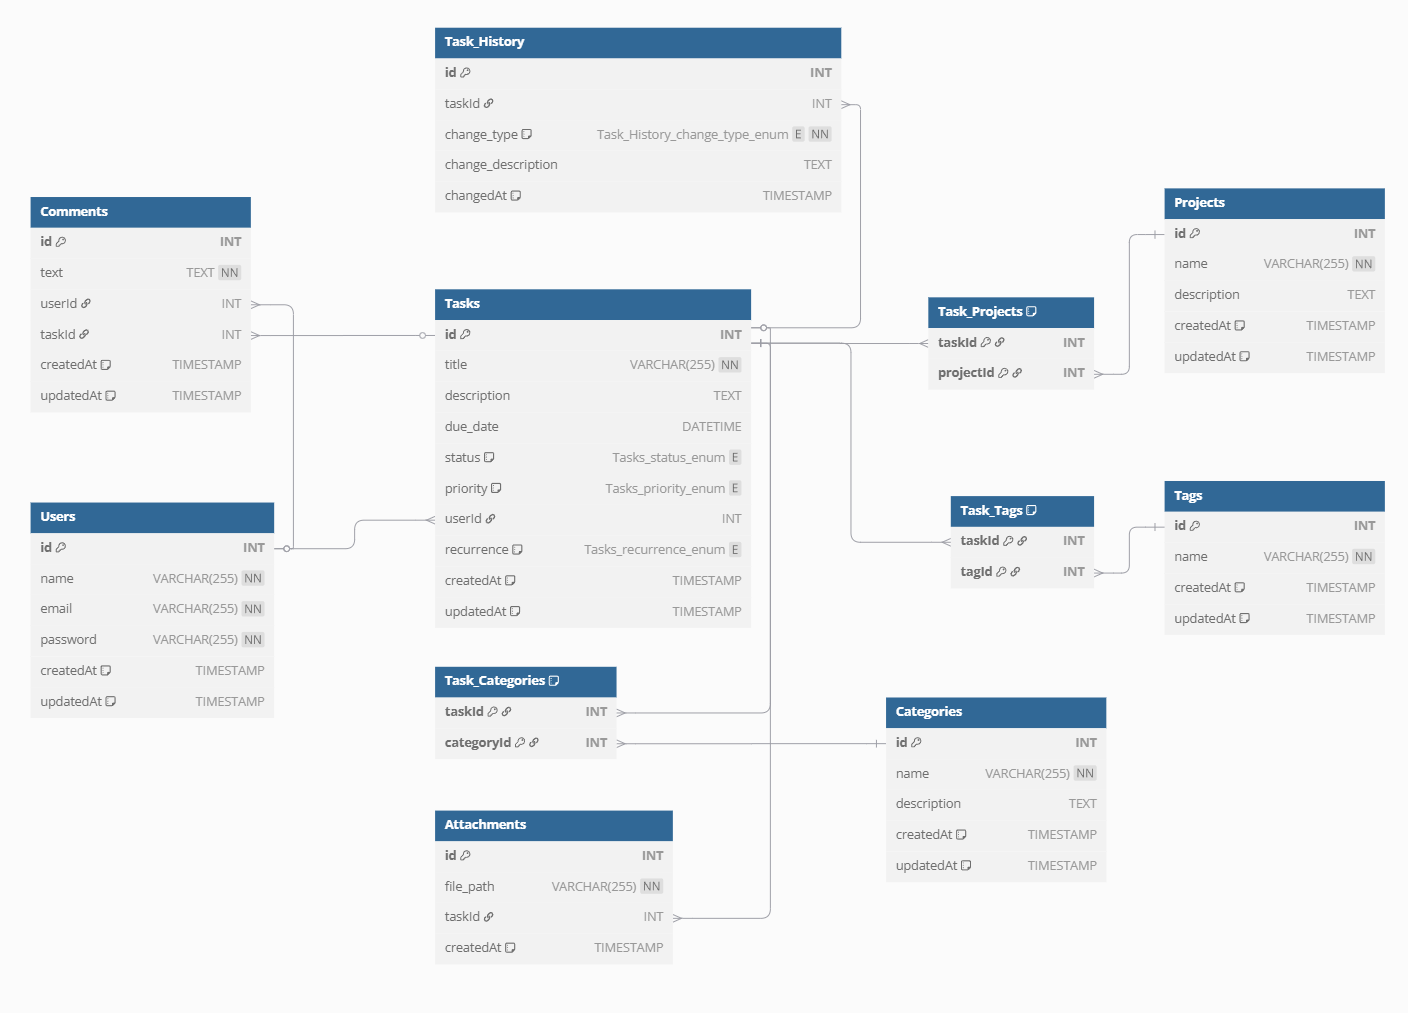 Task_History
id INT
taskId INT
change_type Task_History_change_type_enum E NN
change_description TEXT
changedAt TIMESTAMP
Comments
id INT
text TEXT NN
userId INT
taskId INT
createdAt TIMESTAMP
updatedAt TIMESTAMP
Projects
id INT
name VARCHAR(255) NN
description TEXT
createdAt TIMESTAMP
updatedAt TIMESTAMP
Tasks
id INT
title VARCHAR(255) NN
description TEXT
due_date DATETIME
status Tasks_status_enum E
priority Tasks_priority_enum E
userId INT
recurrence Tasks_recurrence_enum E
createdAt TIMESTAMP
updatedAt TIMESTAMP
Task_Projects
taskId INT
projectId INT
Users
id INT
name VARCHAR(255) NN
email VARCHAR(255) NN
password VARCHAR(255) NN
createdAt TIMESTAMP
updatedAt TIMESTAMP
Task_Tags
taskId INT
tagId INT
Tags
id INT
name VARCHAR(255) NN
createdAt TIMESTAMP
updatedAt TIMESTAMP
Task_Categories
taskId INT
categoryId INT
Categories
id INT
name VARCHAR(255) NN
description TEXT
createdAt TIMESTAMP
updatedAt TIMESTAMP
Attachments
id INT
file_path VARCHAR(255) NN
taskId INT
createdAt TIMESTAMP